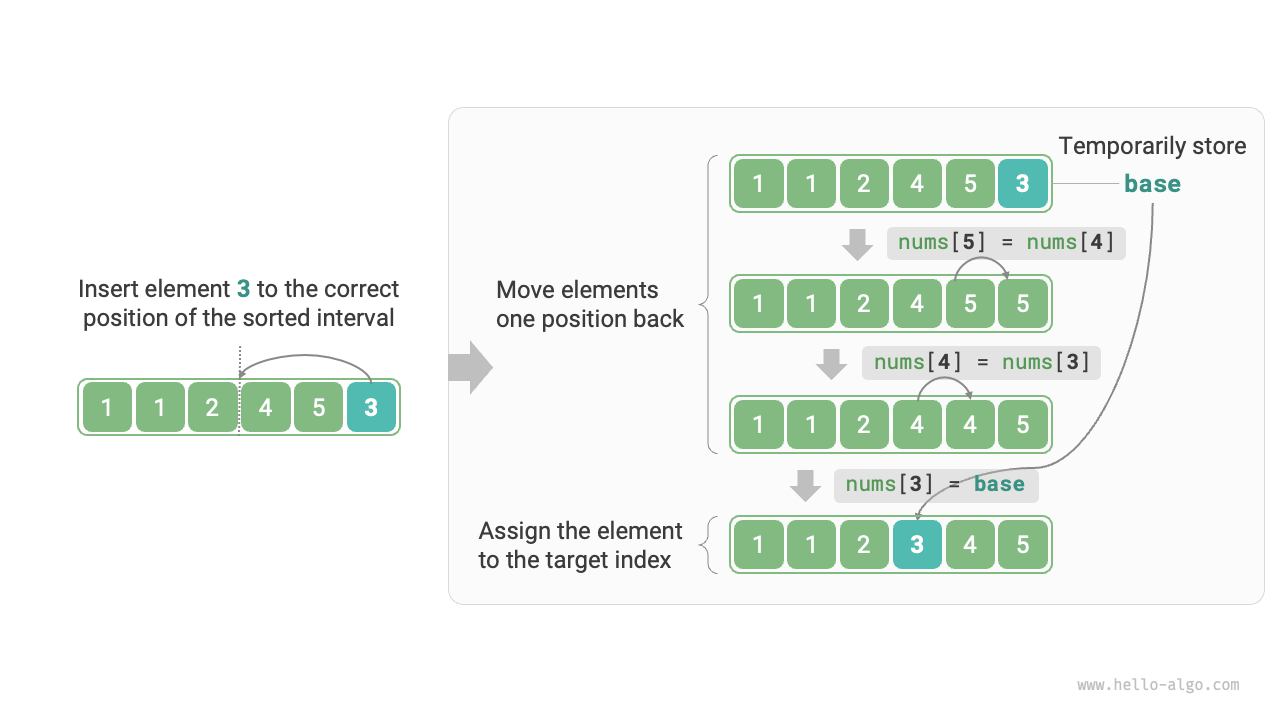 Insert element 3 to the correct
position of the sorted interval
1 1 2 4 5 3
Move elements
one position back
Temporarily store
base
1 1 2 4 5 3
nums[5] = nums[4]
1 1 2 4 5 5
nums[4] = nums[3]
1 1 2 4 4 5
nums[3] = base
Assign the element
to the target index
1 1 2 3 4 5
www.hello-algo.com